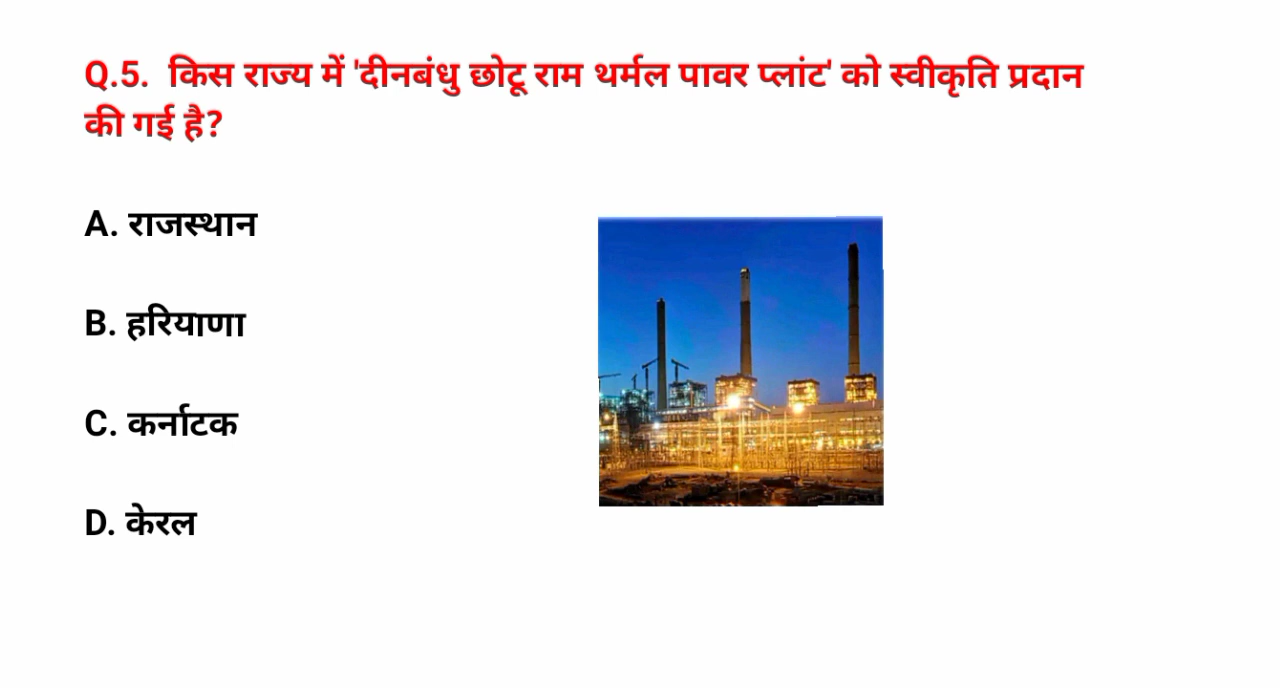 Q.5. किस राज्य में 'दीनबंधु छोटू राम थर्मल पावर प्लांट' को स्वीकृति प्रदान
की गई है?
A. राजस्थान
B. हरियाणा
C. कर्नाटक
D. केरल